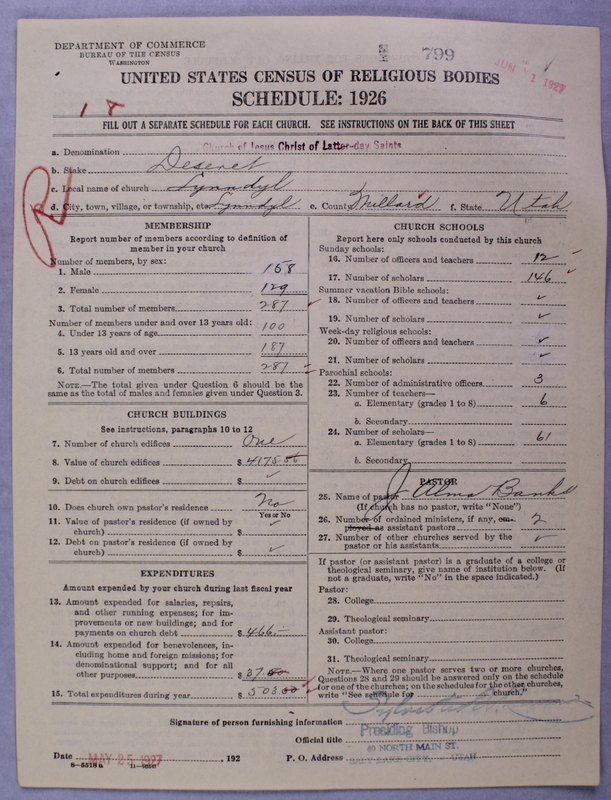 DEPARTMENT OF COMMERCE
BUREAU OF THE CENSUS
WASHINGTON
799
JUN 1 1927
UNITED STATES CENSUS OF RELIGIOUS BODIES
SCHEDULE: 1926
FILL OUT A SEPARATE SCHEDULE FOR EACH CHURCH. SEE INSTRUCTIONS ON THE BACK OF THIS SHEET
a. Denomination Church of Jesus Christ of Latter-day Saints
b. Stake Deseret
c. Local name of church Lynndyl
d. City, town, village, or township, etc. Lynndyl e. County Millard f. State Utah
MEMBERSHIP
Report number of members according to definition of
member in your church
Number of members, by sex:
1. Male 158
2. Female 129
3. Total number of members 287
Number of members under and over 13 years old:
4. Under 13 years of age 100
5. 13 years old and over 187
6. Total number of members 287
NOTE.—The total given under Question 6 should be
same as the total of males and females given under Question 3.
CHURCH BUILDINGS
See instructions, paragraphs 10 to 12
7. Number of church edifices One
8. Value of church edifices $ 4175
9. Debt on church edifices $
10. Does church own pastor's residence No
Yes or No
11. Value of pastor's residence (if owned by
church) $
12. Debt on pastor's residence (if owned by
church) $
EXPENDITURES
Amount expended by your church during last fiscal year
13. Amount expended for salaries, repairs,
and other running expenses; for im-
provements or new buildings; and for
payments on church debt $ 466.—
14. Amount expended for benevolences, in-
cluding home and foreign missions; for
denominational support; and for all
other purposes $ 37.00
15. Total expenditures during year $ 503.00
CHURCH SCHOOLS
Report here only schools conducted by this church
Sunday schools:
16. Number of officers and teachers 12
17. Number of scholars 146
Summer vacation Bible schools:
18. Number of officers and teachers
19. Number of scholars
Week-day religious schools:
20. Number of officers and teachers
21. Number of scholars
Parochial schools:
22. Number of administrative officers 3
23. Number of teachers—
a. Elementary (grades 1 to 8) 6
b. Secondary
24. Number of scholars—
a. Elementary (grades 1 to 8) 61
b. Secondary
PASTOR
25. Name of pastor J. Alma Banks
(If church has no pastor, write "None")
26. Number of ordained ministers, if any, em-
ployed as assistant pastors 2
27. Number of other churches served by the
pastor or his assistants
If pastor (or assistant pastor) is a graduate of a college or
theological seminary, give name of institution below. (If
not a graduate, write "No" in the space indicated.)
Pastor:
28. College
29. Theological seminary
Assistant pastor:
30. College
31. Theological seminary
NOTE.—Where one pastor serves two or more churches,
Questions 28 and 29 should be answered only on the schedule
for one of the churches; on the schedules for the other churches,
write "See schedule for church."
Signature of person furnishing information
Official title Presiding Bishop
40 NORTH MAIN ST.
Date MAY 25 1927, 192 P. O. Address SALT LAKE CITY, UTAH